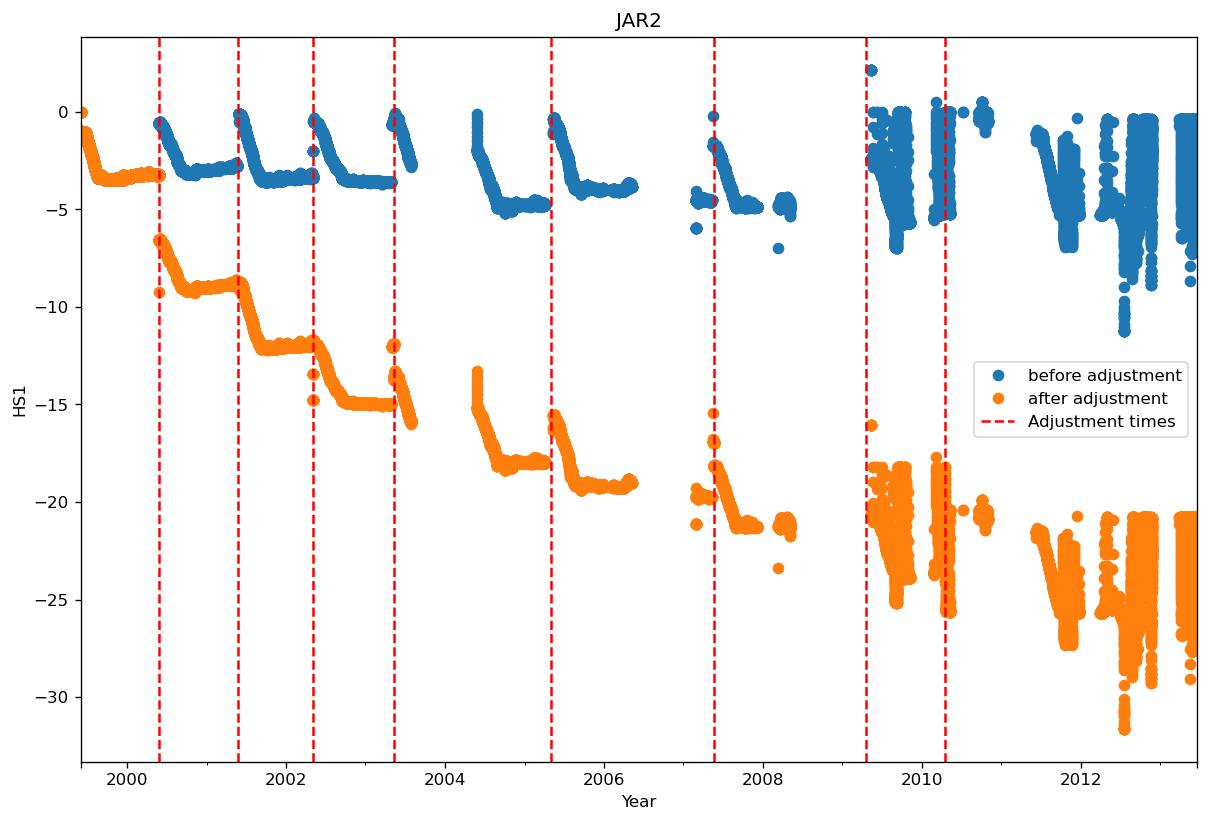 JAR2
0
−5
−10
−15
−20
−25
−30
HS1
before adjustment
after adjustment
Adjustment times
2000 2002 2004 2006 2008 2010 2012
Year